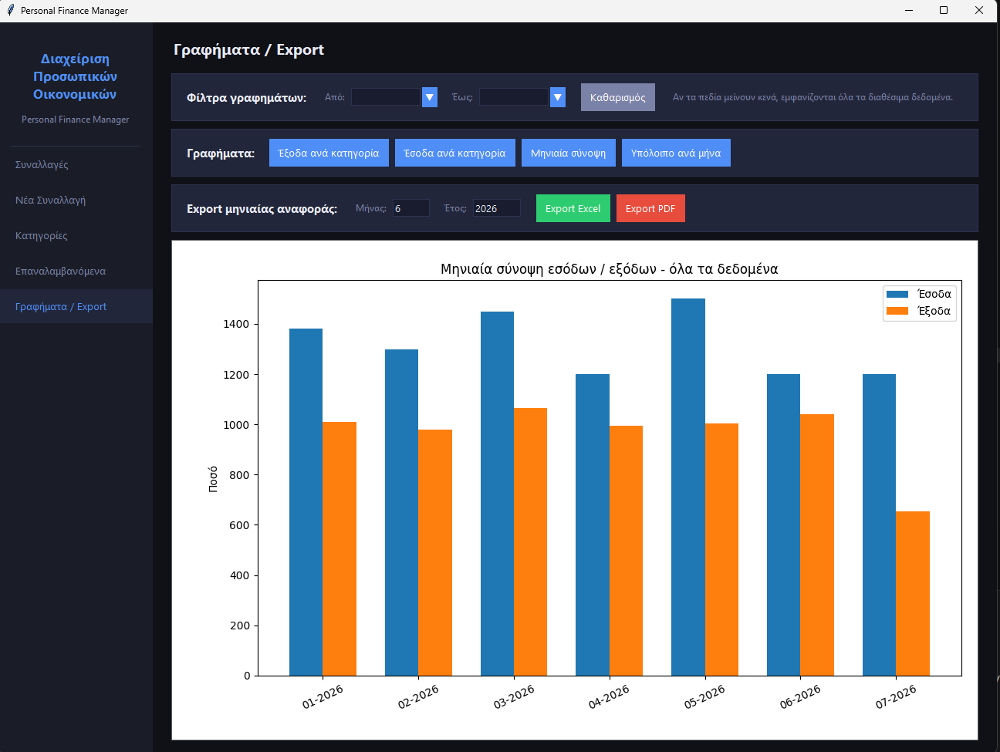 Personal Finance Manager
Διαχείριση
Προσωπικών
Οικονομικών
Personal Finance Manager
Συναλλαγές
Νέα Συναλλαγή
Κατηγορίες
Επαναλαμβανόμενα
Γραφήματα / Export
Γραφήματα / Export
Φίλτρα γραφημάτων: Από: Έως: Καθαρισμός Αν τα πεδία μείνουν κενά, εμφανίζονται όλα τα διαθέσιμα δεδομένα.
Γραφήματα: Έξοδα ανά κατηγορία Έσοδα ανά κατηγορία Μηνιαία σύνοψη Υπόλοιπο ανά μήνα
Export μηνιαίας αναφοράς: Μήνας: 6 Έτος: 2026 Export Excel Export PDF
Μηνιαία σύνοψη εσόδων / εξόδων - όλα τα δεδομένα
Έσοδα
Έξοδα
1400
1200
1000
800
600
400
200
0
Ποσό
01-2026 02-2026 03-2026 04-2026 05-2026 06-2026 07-2026